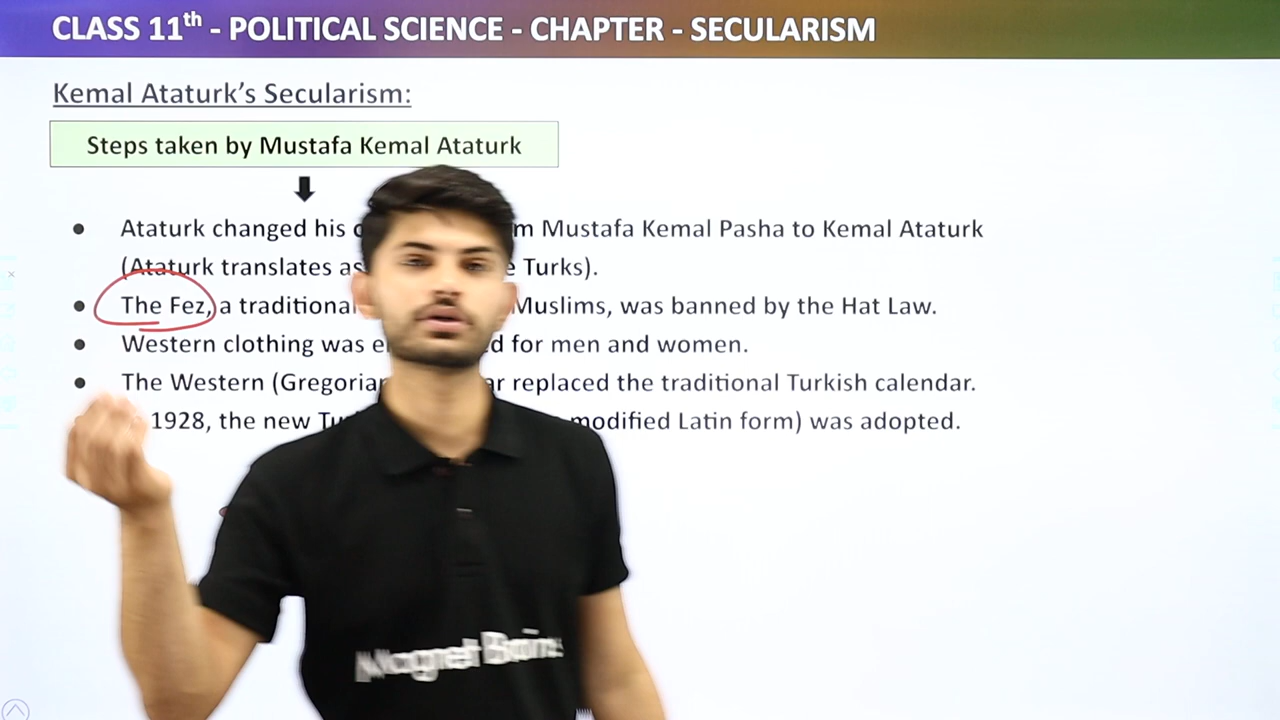 CLASS 11th - POLITICAL SCIENCE - CHAPTER - SECULARISM
Kemal Ataturk's Secularism:
Steps taken by Mustafa Kemal Ataturk
Ataturk changed his Mustafa Kemal Pasha to Kemal Ataturk
(Ataturk translates as Turks).
The Fez, a traditional Muslims, was banned by the Hat Law.
Western clothing was for men and women.
The Western replaced the traditional Turkish calendar.
1928, the new modified Latin form) was adopted.
Magnet Brains